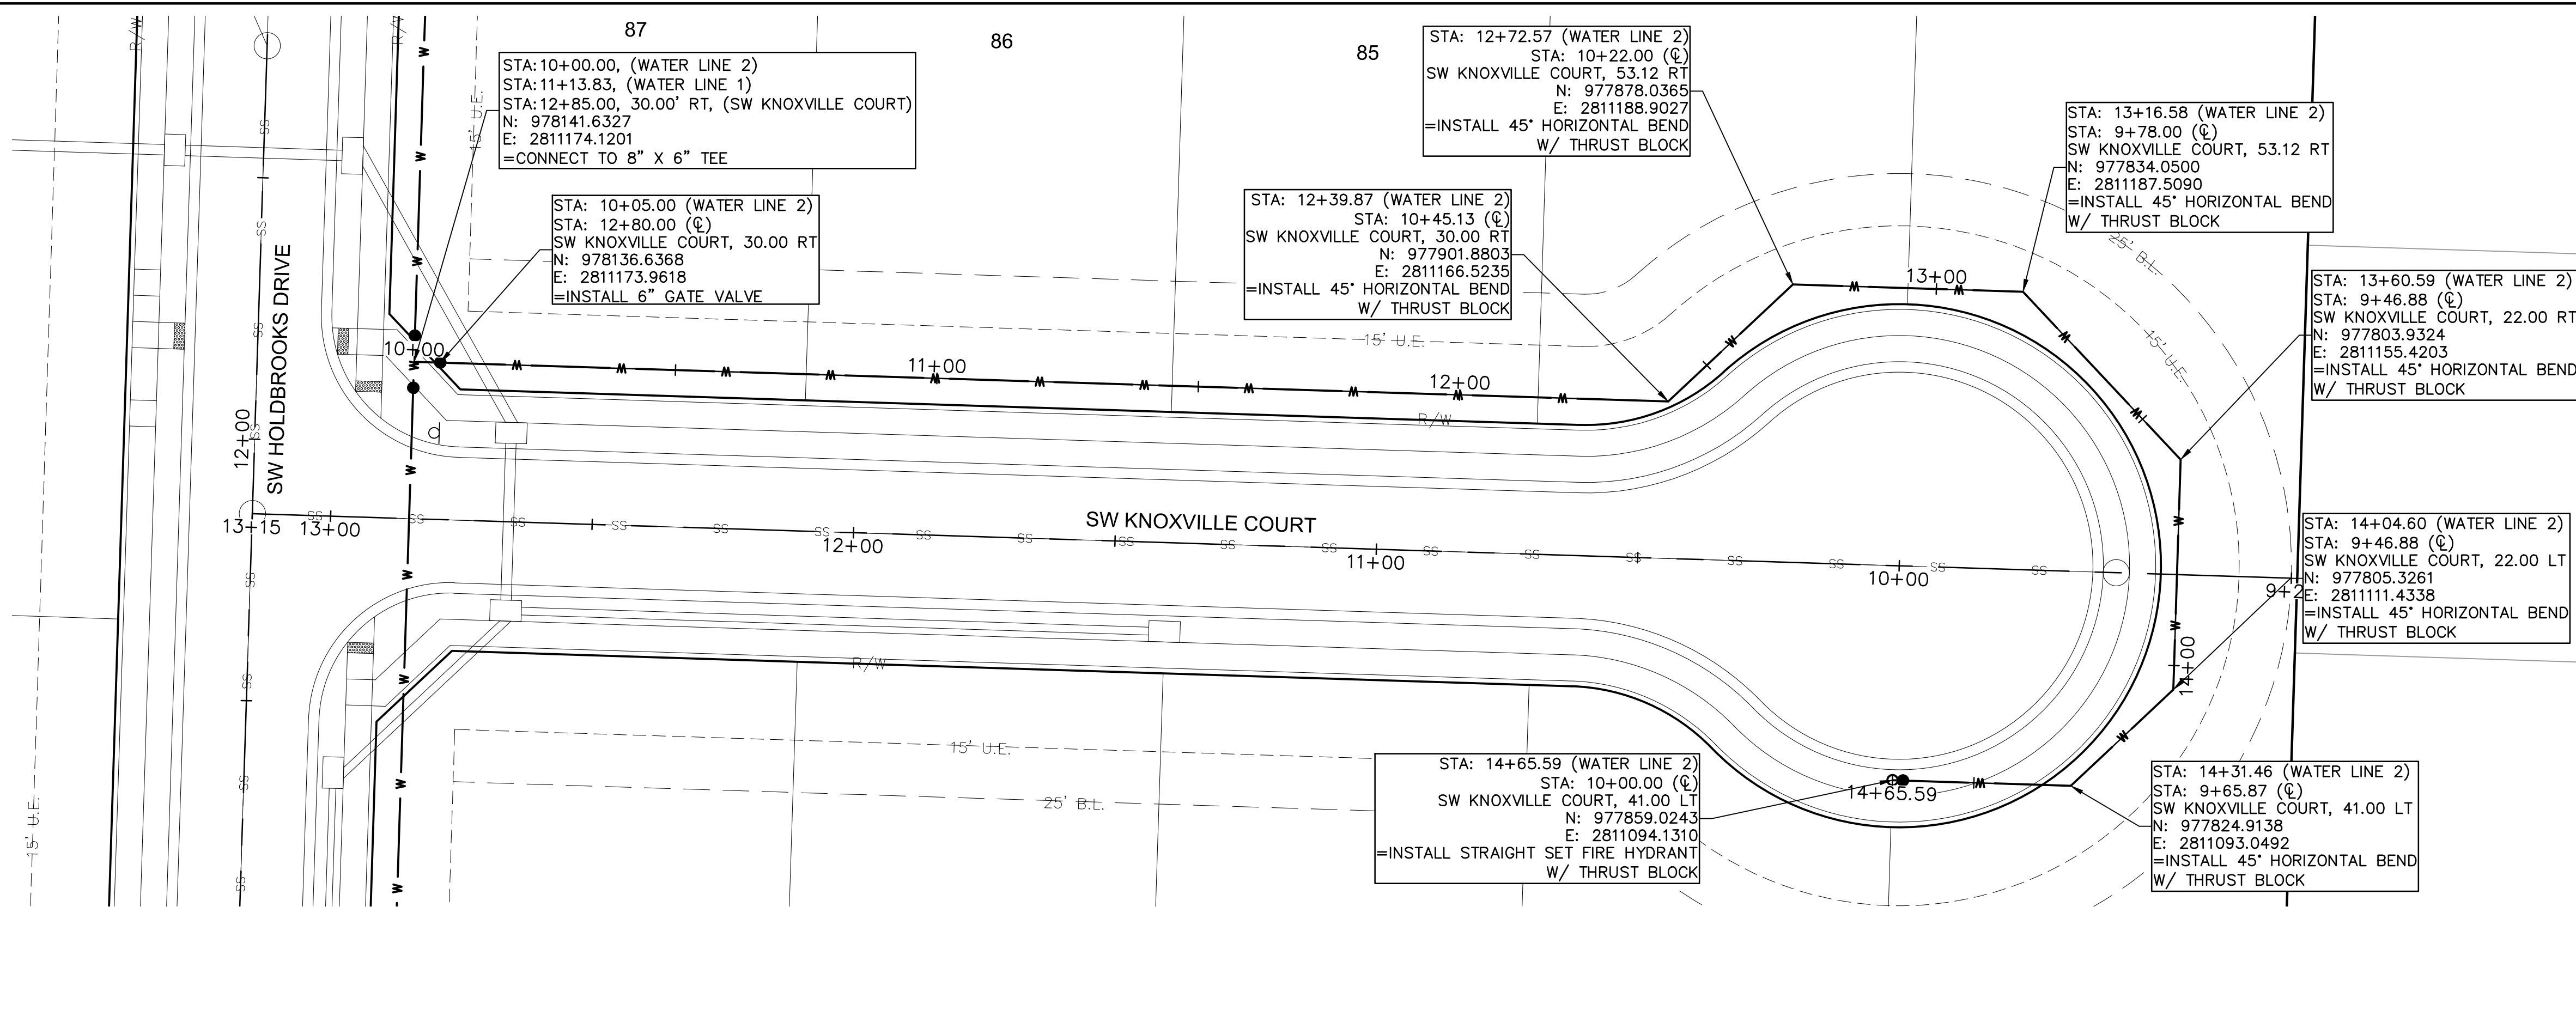 87
86
85
R/W
R/W
STA:10+00.00, (WATER LINE 2)
STA:11+13.83, (WATER LINE 1)
STA:12+85.00, 30.00' RT, (SW KNOXVILLE COURT)
N: 978141.6327
E: 2811174.1201
=CONNECT TO 8" X 6" TEE
15' U.E.
STA: 10+05.00 (WATER LINE 2)
STA: 12+80.00 (℄)
SW KNOXVILLE COURT, 30.00 RT
N: 978136.6368
E: 2811173.9618
=INSTALL 6" GATE VALVE
STA: 12+72.57 (WATER LINE 2)
STA: 10+22.00 (℄)
SW KNOXVILLE COURT, 53.12 RT
N: 977878.0365
E: 2811188.9027
=INSTALL 45° HORIZONTAL BEND
W/ THRUST BLOCK
STA: 12+39.87 (WATER LINE 2)
STA: 10+45.13 (℄)
SW KNOXVILLE COURT, 30.00 RT
N: 977901.8803
E: 2811166.5235
=INSTALL 45° HORIZONTAL BEND
W/ THRUST BLOCK
STA: 13+16.58 (WATER LINE 2)
STA: 9+78.00 (℄)
SW KNOXVILLE COURT, 53.12 RT
N: 977834.0500
E: 2811187.5090
=INSTALL 45° HORIZONTAL BEND
W/ THRUST BLOCK
25' B.L.
15' U.E.
STA: 13+60.59 (WATER LINE 2)
STA: 9+46.88 (℄)
SW KNOXVILLE COURT, 22.00 RT
N: 977803.9324
E: 2811155.4203
=INSTALL 45° HORIZONTAL BEND
W/ THRUST BLOCK
13+00
10+00
11+00
12+00
15' U.E.
R/W
SW HOLDBROOKS DRIVE
12+00
13+15
13+00
12+00
SW KNOXVILLE COURT
11+00
10+00
9+2
STA: 14+04.60 (WATER LINE 2)
STA: 9+46.88 (℄)
SW KNOXVILLE COURT, 22.00 LT
N: 977805.3261
E: 2811111.4338
=INSTALL 45° HORIZONTAL BEND
W/ THRUST BLOCK
14+00
R/W
15' U.E.
25' B.L.
15' U.E.
STA: 14+65.59 (WATER LINE 2)
STA: 10+00.00 (℄)
SW KNOXVILLE COURT, 41.00 LT
N: 977859.0243
E: 2811094.1310
=INSTALL STRAIGHT SET FIRE HYDRANT
W/ THRUST BLOCK
14+65.59
STA: 14+31.46 (WATER LINE 2)
STA: 9+65.87 (℄)
SW KNOXVILLE COURT, 41.00 LT
N: 977824.9138
E: 2811093.0492
=INSTALL 45° HORIZONTAL BEND
W/ THRUST BLOCK